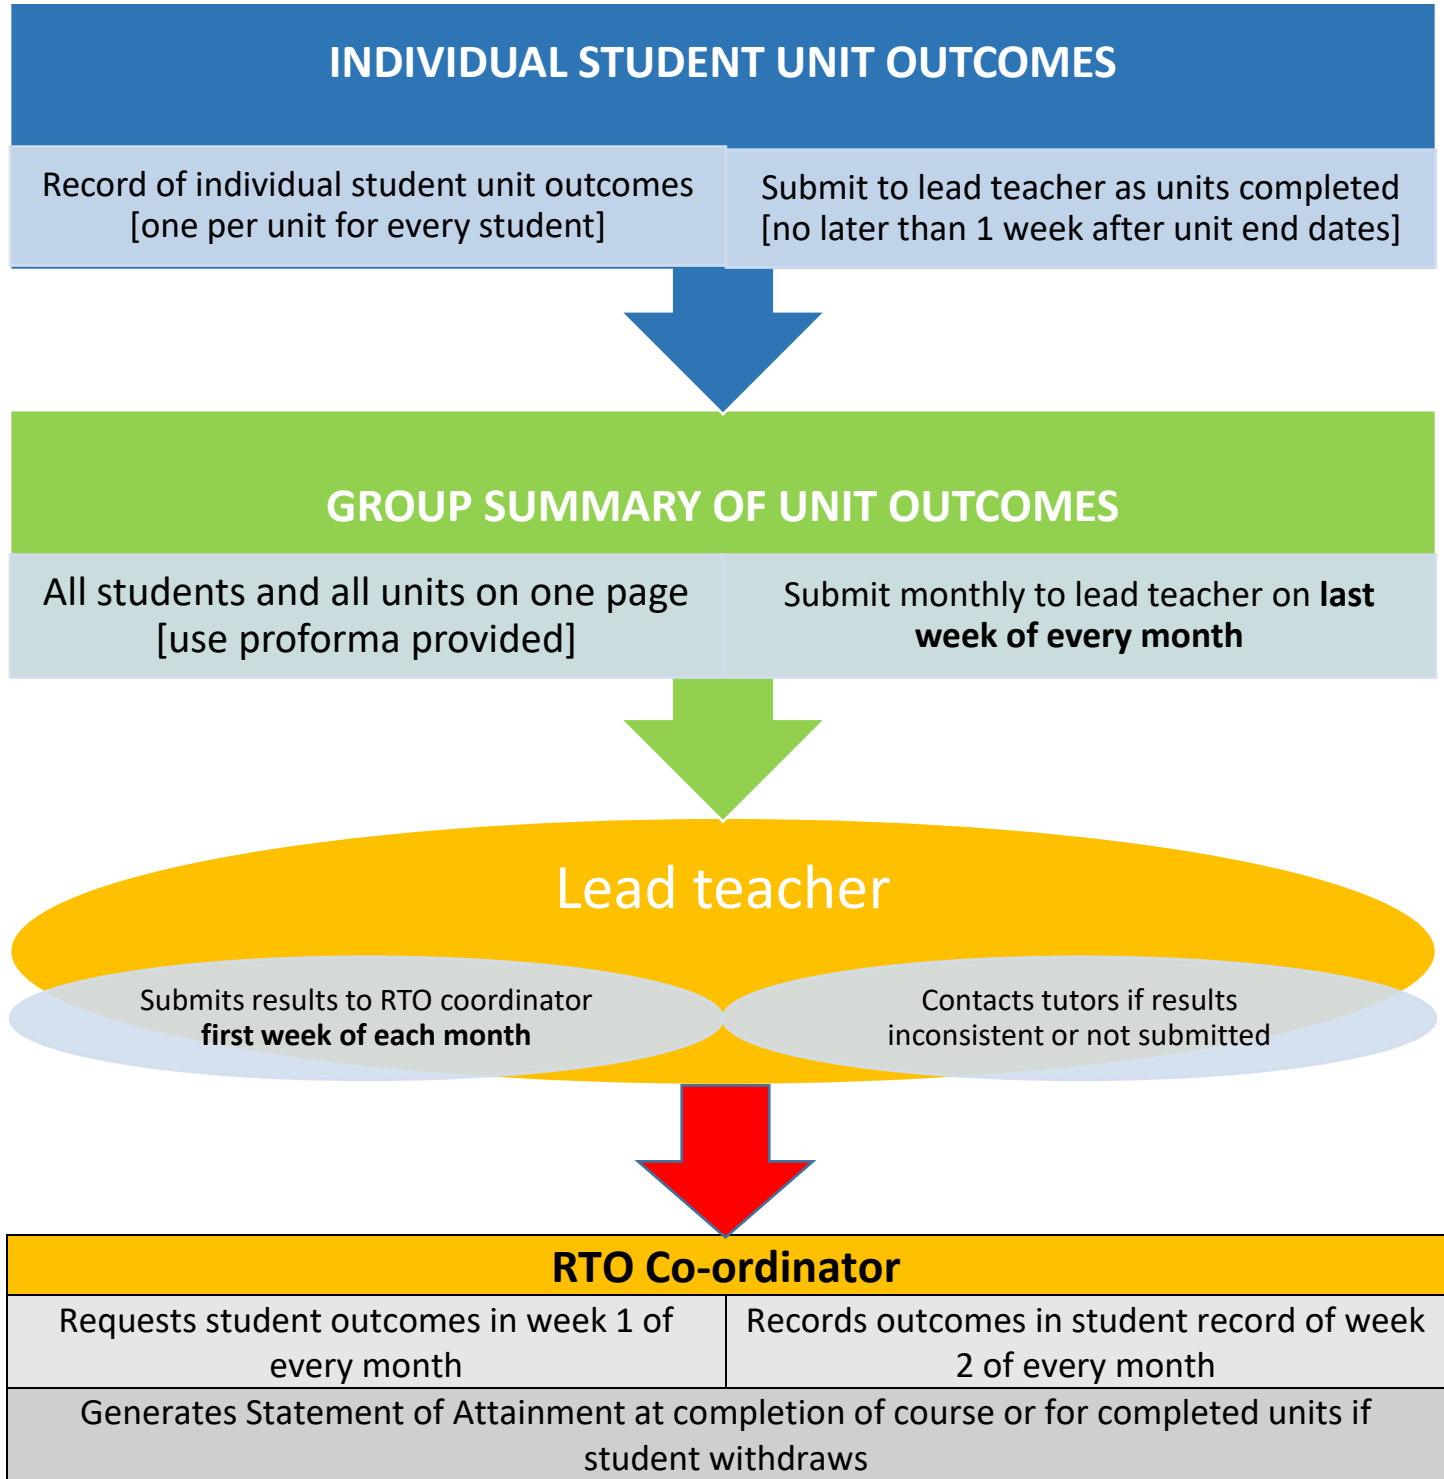 INDIVIDUAL STUDENT UNIT OUTCOMES
Record of individual student unit outcomes
[one per unit for every student]
Submit to lead teacher as units completed
[no later than 1 week after unit end dates]
GROUP SUMMARY OF UNIT OUTCOMES
All students and all units on one page
[use proforma provided]
Submit monthly to lead teacher on last
week of every month
Lead teacher
Submits results to RTO coordinator
first week of each month
Contacts tutors if results
inconsistent or not submitted
RTO Co-ordinator
Requests student outcomes in week 1 of
every month
Records outcomes in student record of week
2 of every month
Generates Statement of Attainment at completion of course or for completed units if
student withdraws